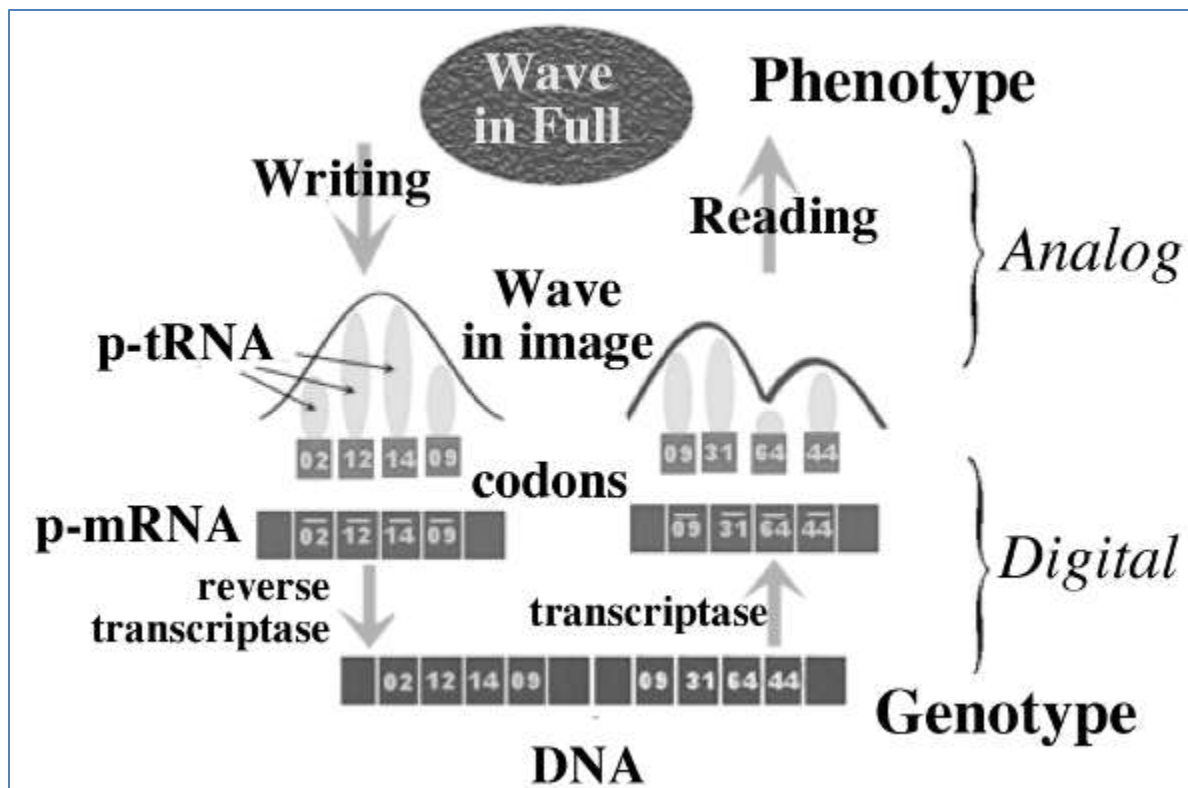 Wave
in Full
Phenotype
Writing
Reading
Analog
Wave
in image
p-tRNA
02 12 14 09
09 31 64 44
codons
p-mRNA
02 12 14 09
09 31 64 44
Digital
reverse
transcriptase
transcriptase
02 12 14 09 09 31 64 44
Genotype
DNA